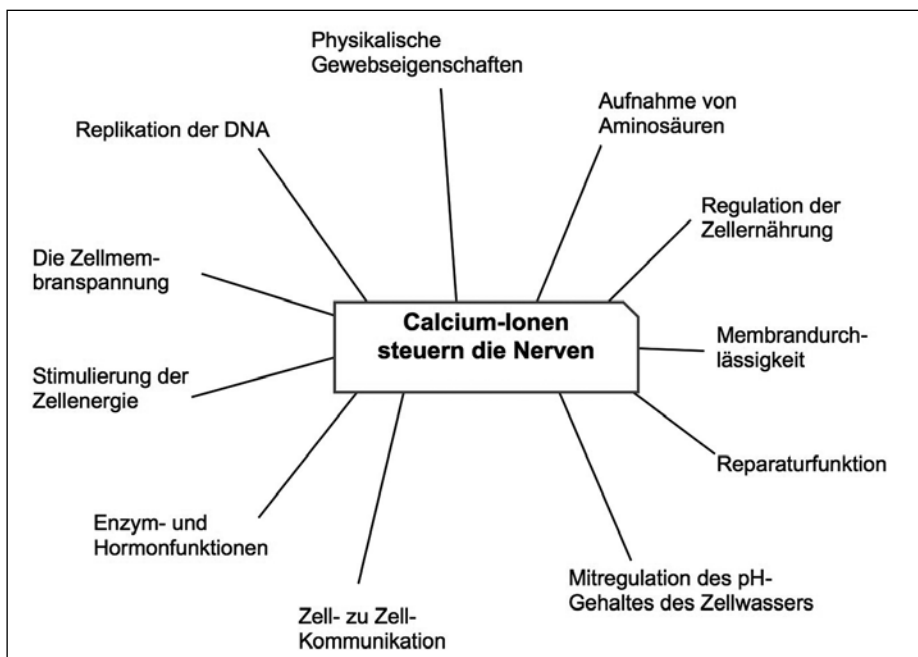 Physikalische
Gewebseigenschaften
Aufnahme von
Aminosäuren
Replikation der DNA
Regulation der
Zellernährung
Die Zellmem-
branspannung
Calcium-Ionen
steuern die Nerven
Membrandurch-
lässigkeit
Stimulierung der
Zellenergie
Reparaturfunktion
Enzym- und
Hormonfunktionen
Mitregulation des pH-
Gehaltes des Zellwassers
Zell- zu Zell-
Kommunikation